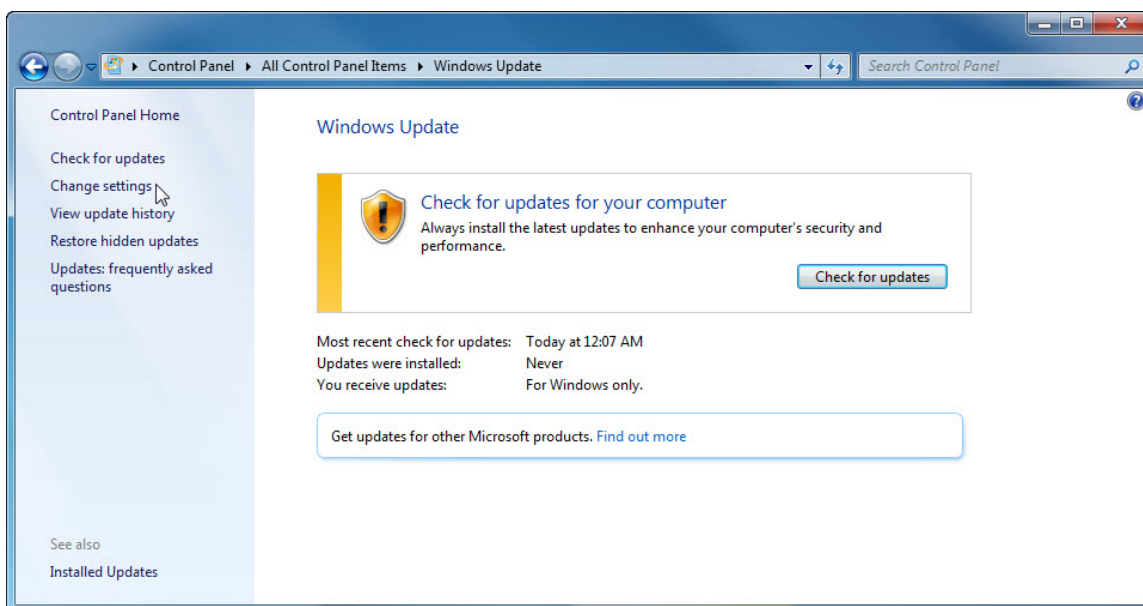 Control Panel All Control Panel Items Windows Update Search Control Panel
Control Panel Home
Check for updates
Change settings
View update history
Restore hidden updates
Updates: frequently asked
questions
See also
Installed Updates
Windows Update
Check for updates for your computer
Always install the latest updates to enhance your computer's security and
performance.
Check for updates
Most recent check for updates: Today at 12:07 AM
Updates were installed: Never
You receive updates: For Windows only.
Get updates for other Microsoft products. Find out more